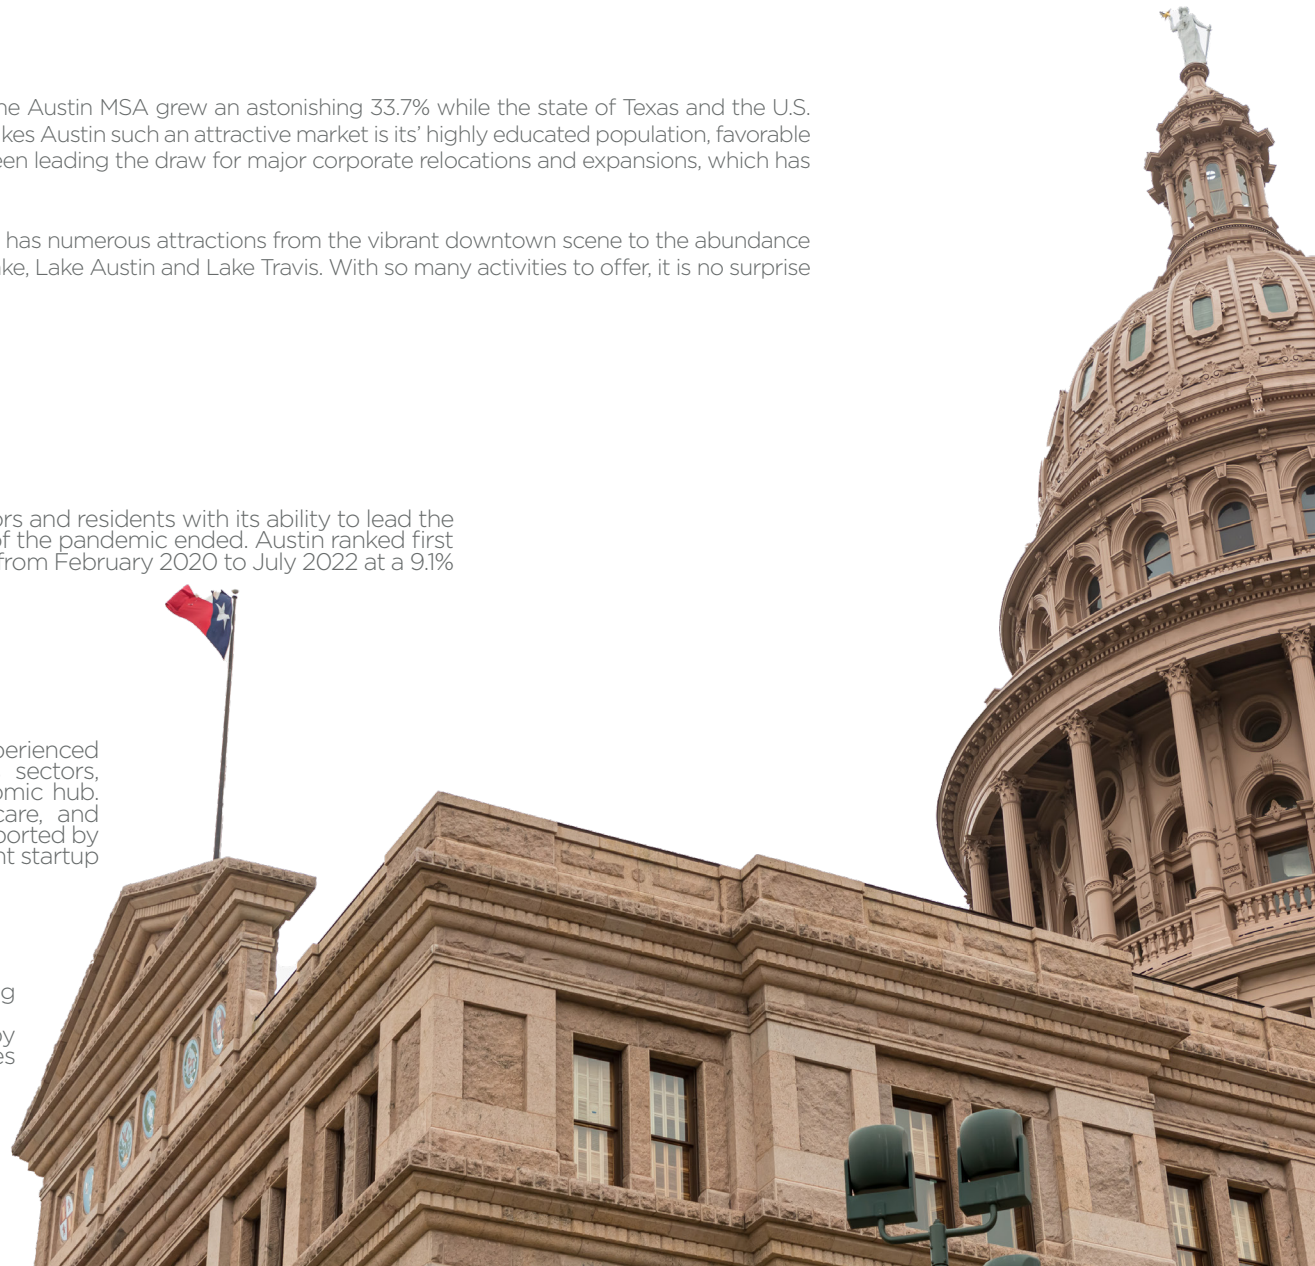 he Austin MSA grew an astonishing 33.7% while the state of Texas and the U.S.
kes Austin such an attractive market is its' highly educated population, favorable
een leading the draw for major corporate relocations and expansions, which has
has numerous attractions from the vibrant downtown scene to the abundance
ke, Lake Austin and Lake Travis. With so many activities to offer, it is no surprise
ors and residents with its ability to lead the
of the pandemic ended. Austin ranked first
from February 2020 to July 2022 at a 9.1%
perienced
sectors,
omic hub.
care, and
ported by
nt startup
ng
by
es